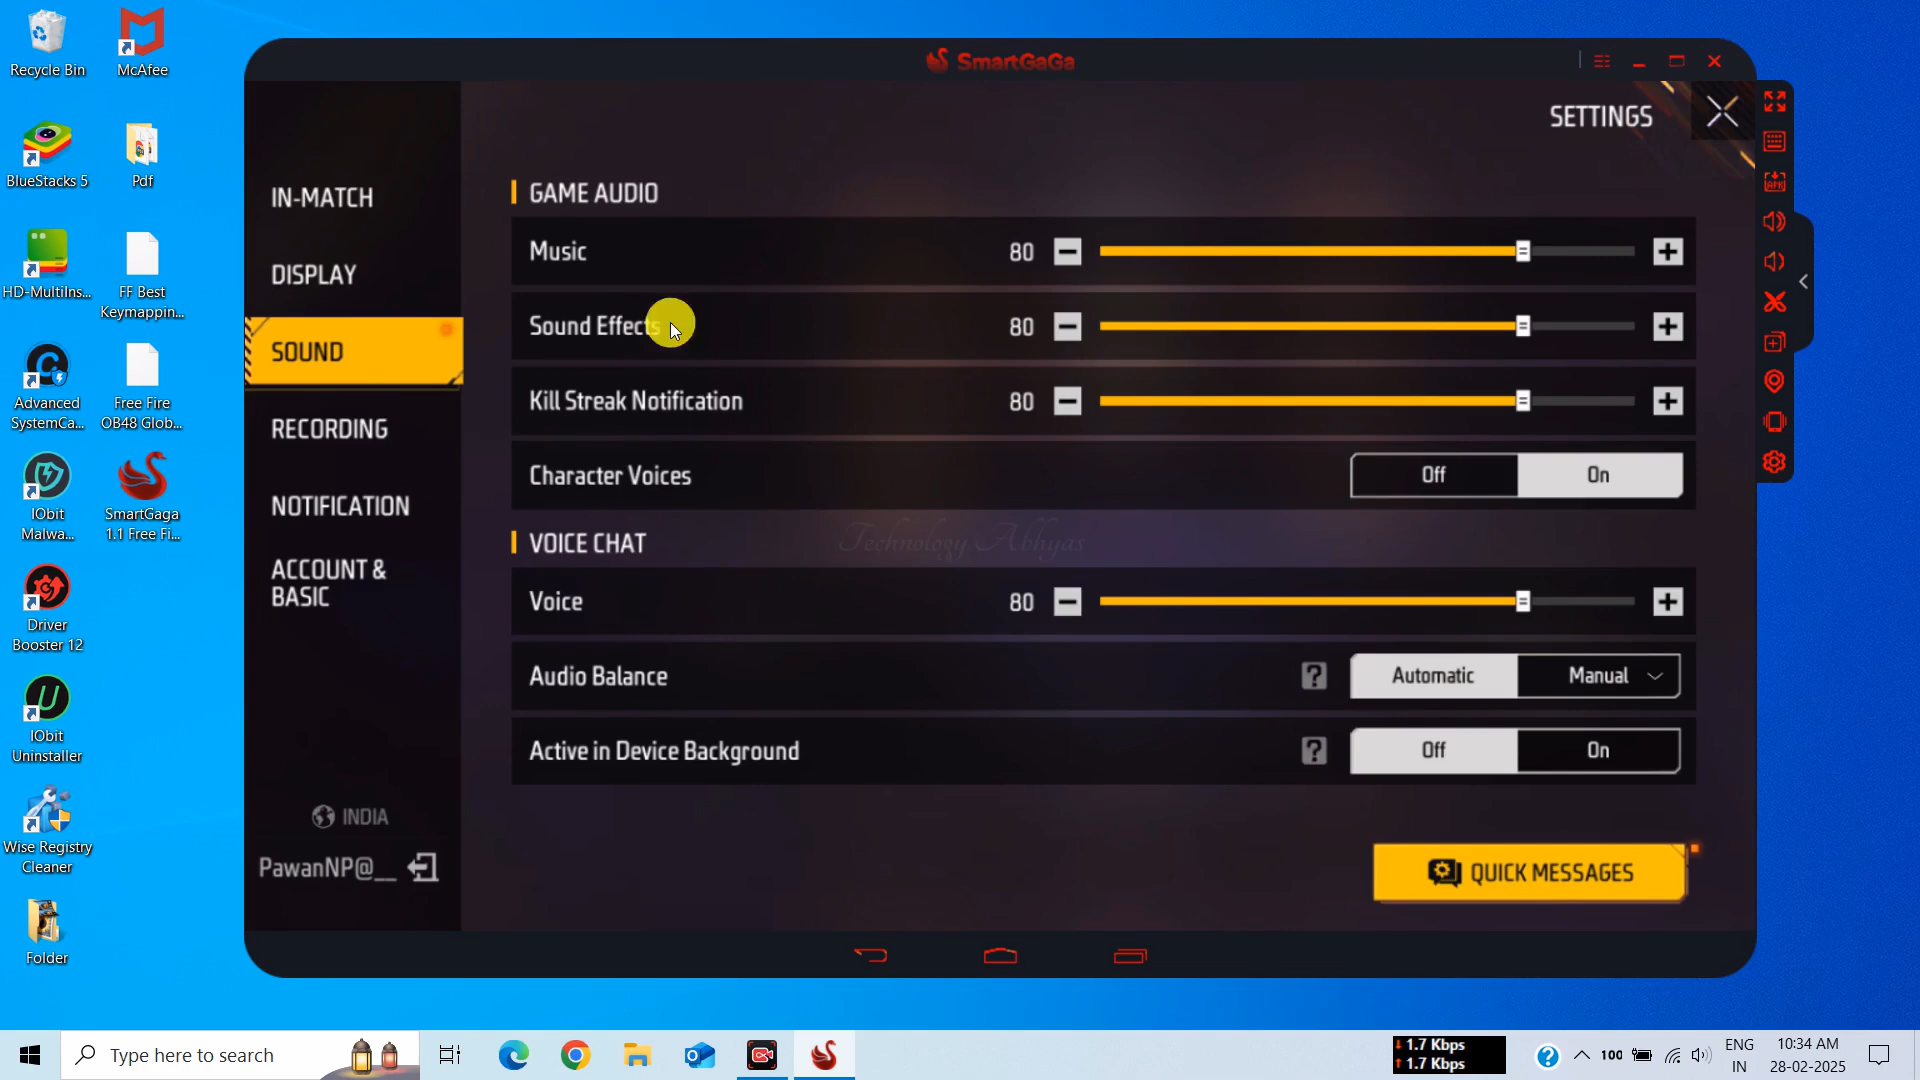 Recycle Bin
McAfee
BlueStacks 5
Pdf
HD-MultiIns...
FF Best
Keymappin...
Advanced
SystemCa...
Free Fire
OB48 Glob...
IObit
Malwa...
SmartGaga
1.1 Free Fi...
Driver
Booster 12
IObit
Uninstaller
Wise Registry
Cleaner
Folder
SmartGaGa
SETTINGS
IN-MATCH
DISPLAY
SOUND
RECORDING
NOTIFICATION
ACCOUNT &
BASIC
INDIA
PawanNP@__
GAME AUDIO
Music 80
Sound Effects 80
Kill Streak Notification 80
Character Voices Off On
Technology Abhyas
VOICE CHAT
Voice 80
Audio Balance ? Automatic Manual
Active in Device Background ? Off On
QUICK MESSAGES
APK
Type here to search
1.7 Kbps
1.7 Kbps
100
ENG
IN
10:34 AM
28-02-2025